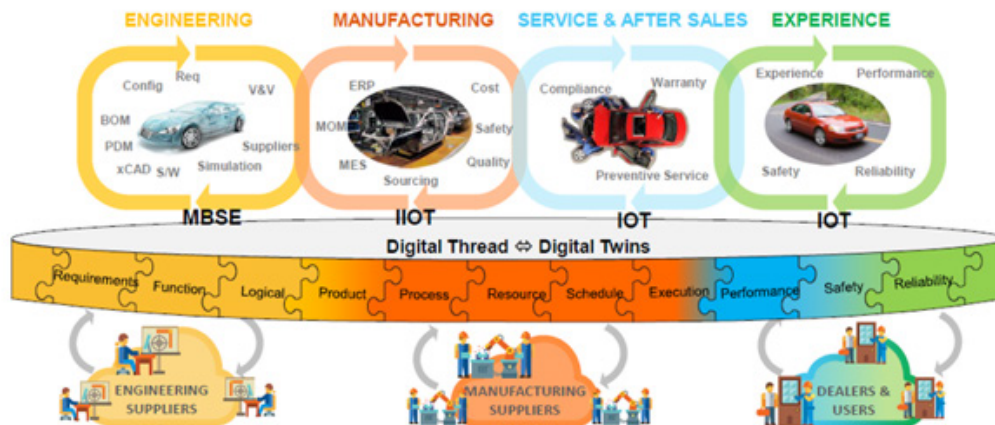 ENGINEERING
MANUFACTURING
SERVICE & AFTER SALES
EXPERIENCE
Config
Req
V&V
BOM
PDM
Suppliers
xCAD
S/W
Simulation
MBSE
ERP
Cost
MOM
Safety
MES
Quality
Sourcing
IIOT
Compliance
Warranty
Preventive Service
IOT
Experience
Performance
Safety
Reliability
IOT
Digital Thread ⇔ Digital Twins
Requirements
Function
Logical
Product
Process
Resource
Schedule
Execution
Performance
Safety
Reliability
ENGINEERING
SUPPLIERS
MANUFACTURING
SUPPLIERS
DEALERS &
USERS